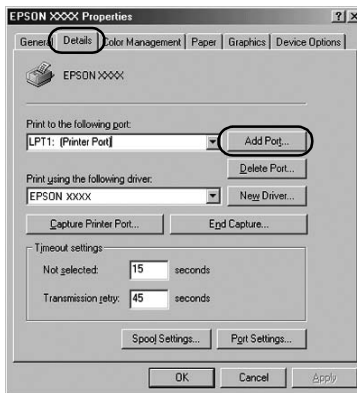 EPSON XXXX Properties
General Details Color Management Paper Graphics Device Options
EPSON XXXX
Print to the following port:
LPT1: (Printer Port) Add Port...
Delete Port...
Print using the following driver:
EPSON XXXX New Driver...
Capture Printer Port... End Capture...
Timeout settings
Not selected: 15 seconds
Transmission retry: 45 seconds
Spool Settings... Port Settings...
OK Cancel Apply